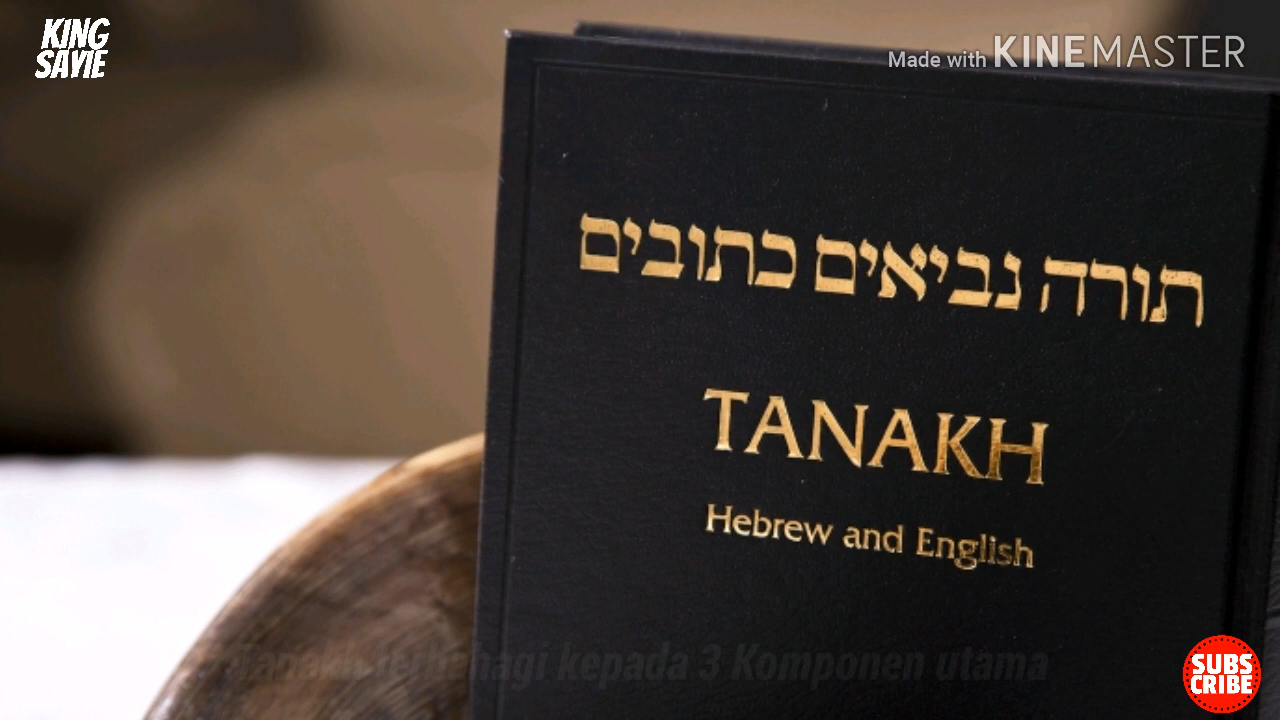 KING
SAVIE
Made with KINEMASTER
תורה נביאים כתובים
TANAKH
Hebrew and English
kepada 3 Komponen utama
SUBS
CRIBE